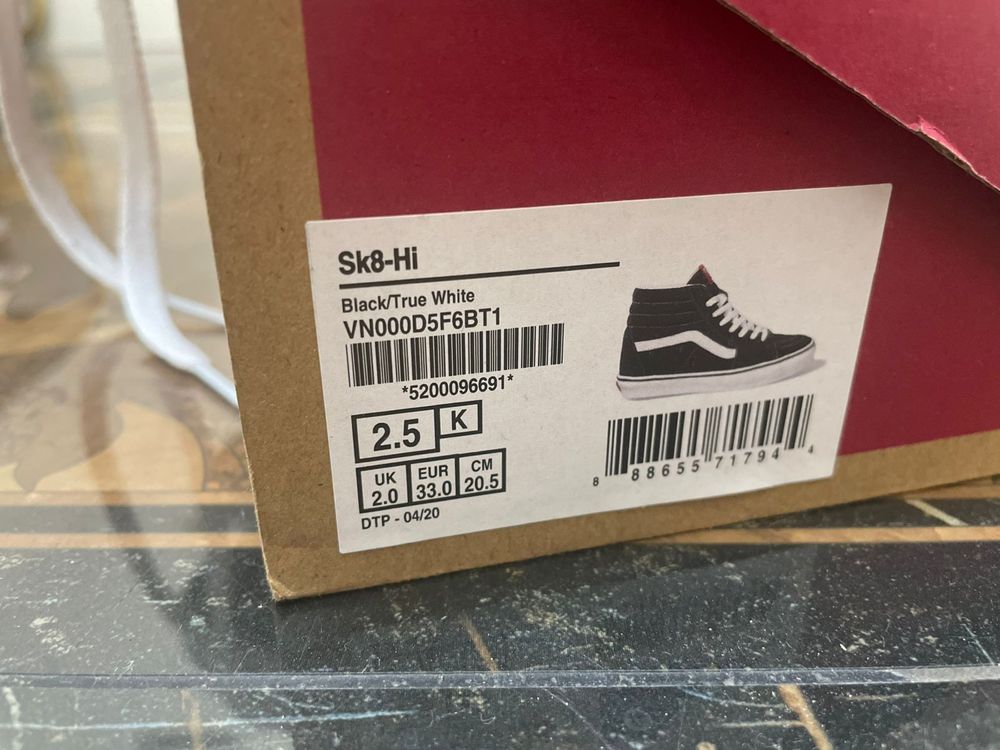 Sk8-Hi
Black/True White
VN000D5F6BT1
*5200096691*
2.5 K
UK EUR CM
2.0 33.0 20.5
DTP - 04/20
8 88655 71794 4